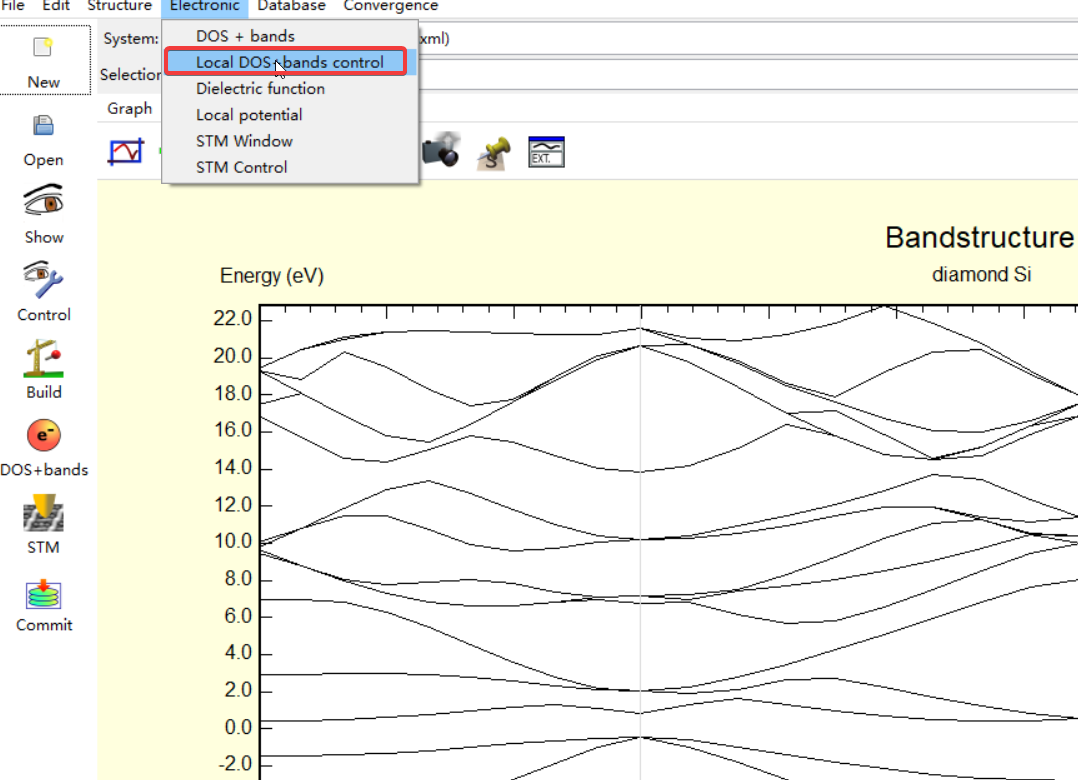 File Edit Structure Electronic Database Convergence
System:
xml)
DOS + bands
Local DOS+bands control
Selection
Dielectric function
Graph
Local potential
STM Window
STM Control
S
EXT.
New
Open
Show
Control
Build
e-
DOS+bands
STM
Commit
Bandstructure
diamond Si
Energy (eV)
22.0
20.0
18.0
16.0
14.0
12.0
10.0
8.0
6.0
4.0
2.0
0.0
-2.0